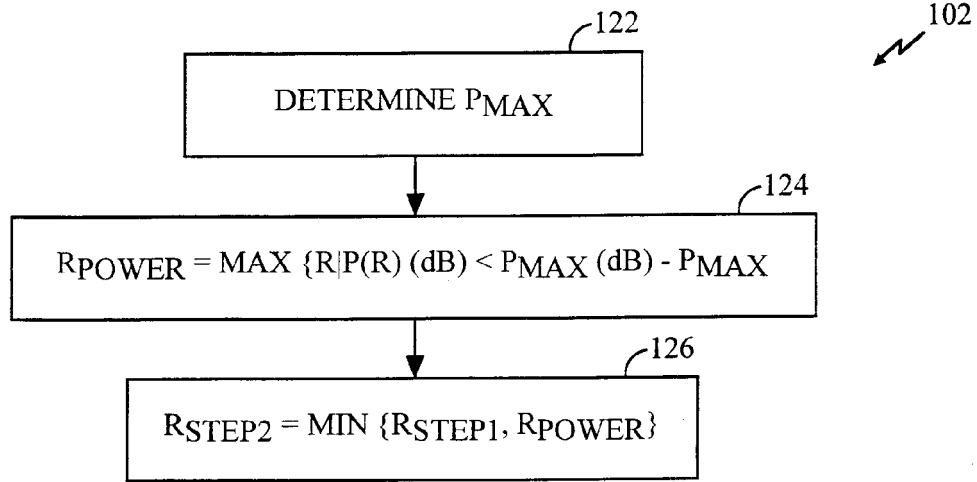 122
102
DETERMINE PMAX
124
RPOWER = MAX {R|P(R) (dB) < PMAX (dB) - PMAX
126
RSTEP2 = MIN {RSTEP1, RPOWER}